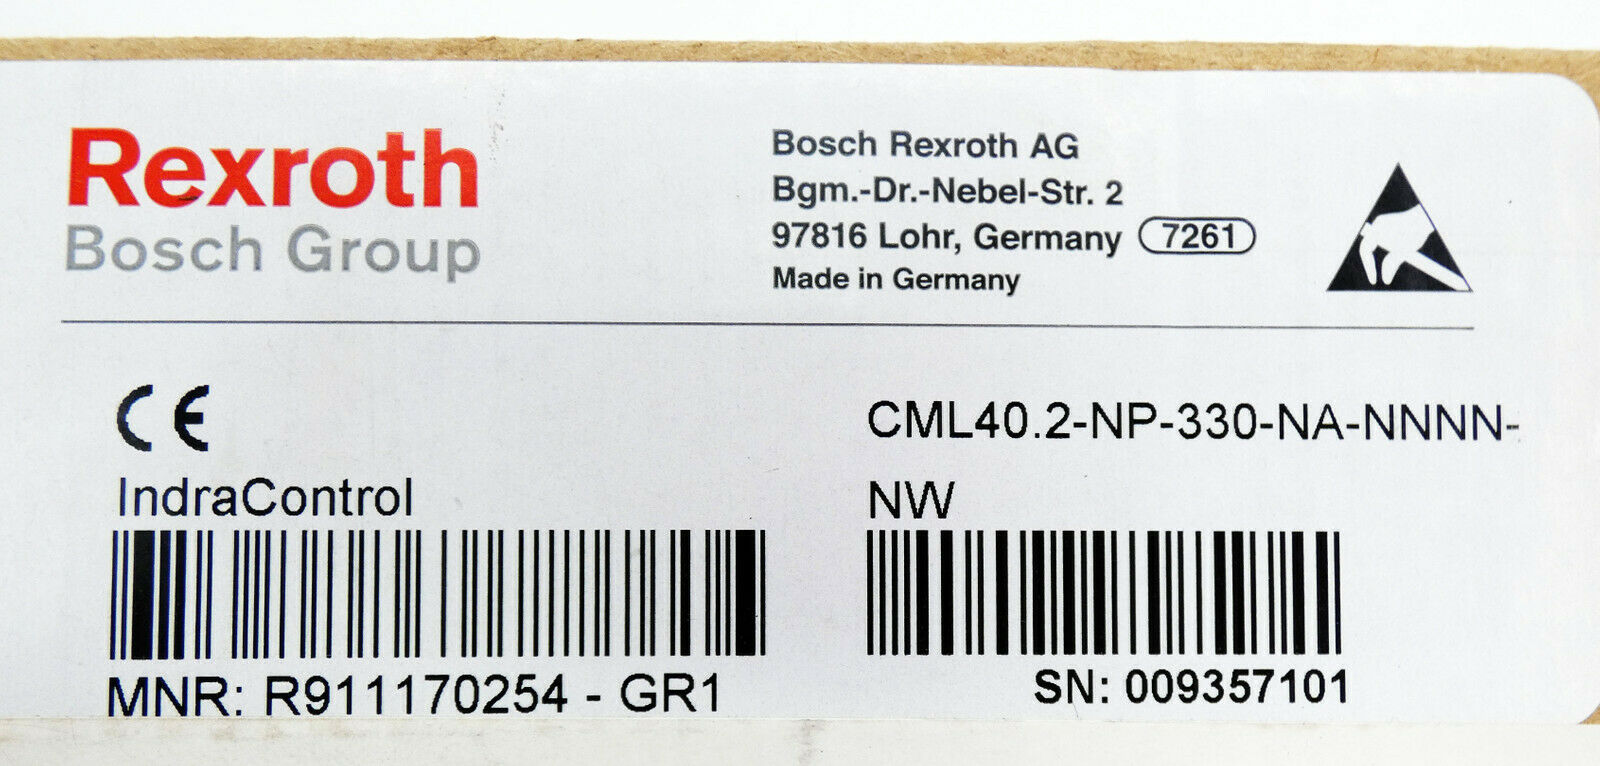 Rexroth
Bosch Group
Bosch Rexroth AG
Bgm.-Dr.-Nebel-Str. 2
97816 Lohr, Germany 7261
Made in Germany
CE
IndraControl
MNR: R911170254 - GR1
CML40.2-NP-330-NA-NNNN-
NW
SN: 009357101